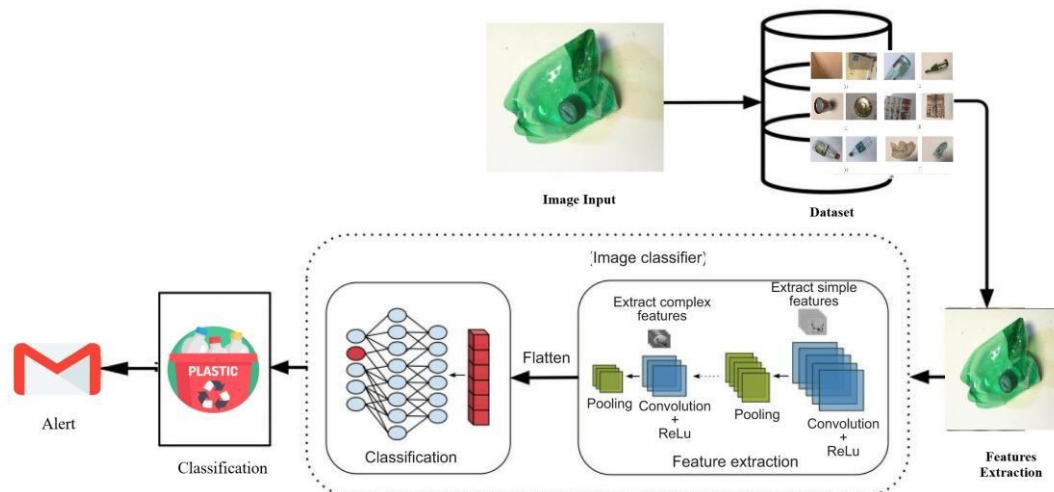 Image Input
Dataset
(Image classifier)
Extract complex
features
Extract simple
features
Flatten
Pooling
Convolution
+
ReLu
Pooling
Convolution
+
ReLu
Classification
Feature extraction
PLASTIC
Alert
Classification
Features
Extraction